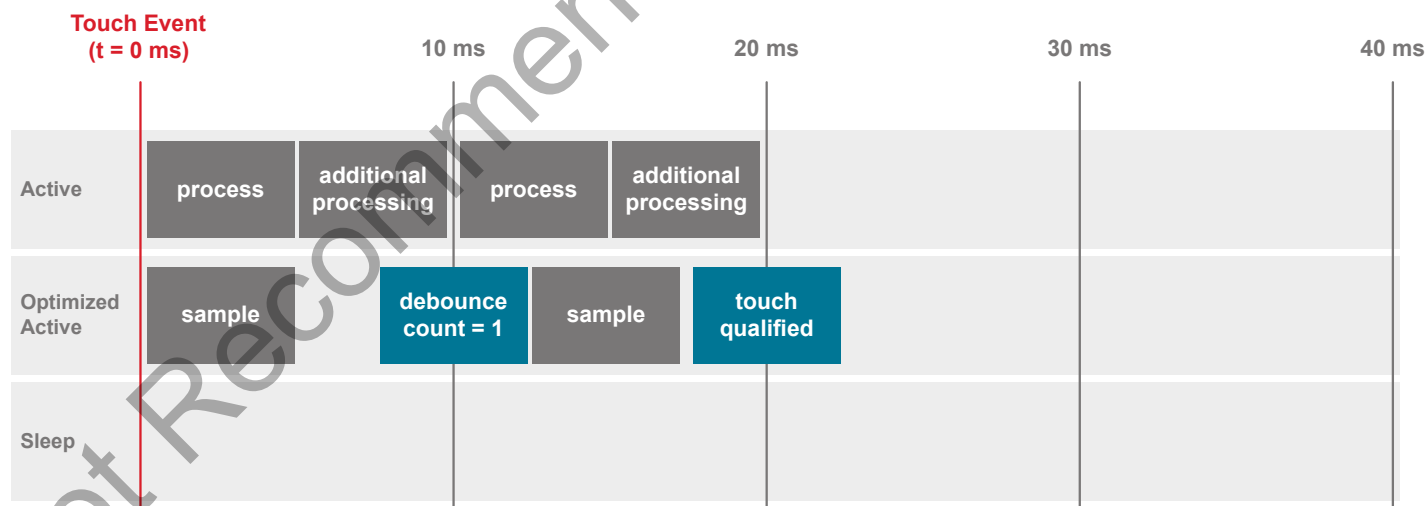 Touch Event
(t = 0 ms)
10 ms
20 ms
30 ms
40 ms
Active
process
additional
processing
process
additional
processing
Optimized
Active
sample
debounce
count = 1
sample
touch
qualified
Sleep